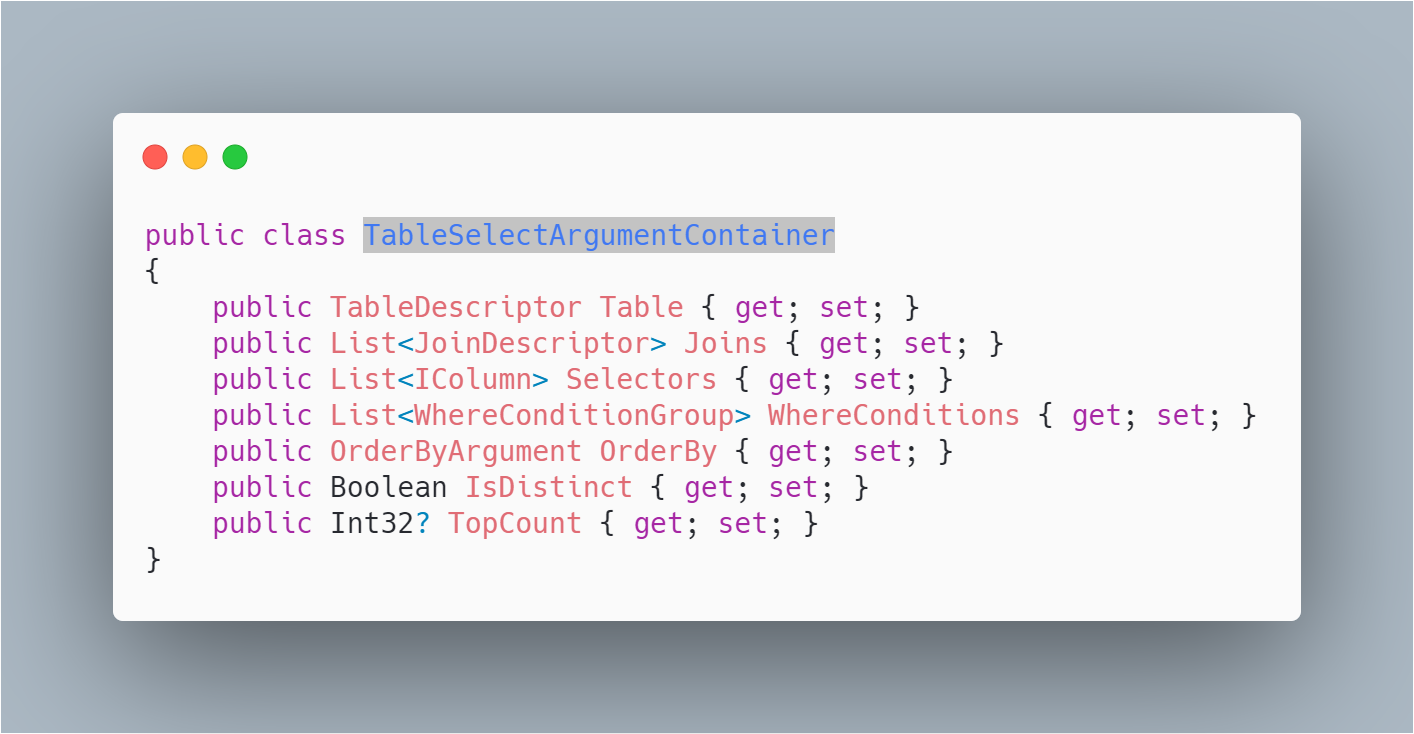 public class TableSelectArgumentContainer
{
    public TableDescriptor Table { get; set; }
    public List<JoinDescriptor> Joins { get; set; }
    public List<IColumn> Selectors { get; set; }
    public List<WhereConditionGroup> WhereConditions { get; set; }
    public OrderByArgument OrderBy { get; set; }
    public Boolean IsDistinct { get; set; }
    public Int32? TopCount { get; set; }
}